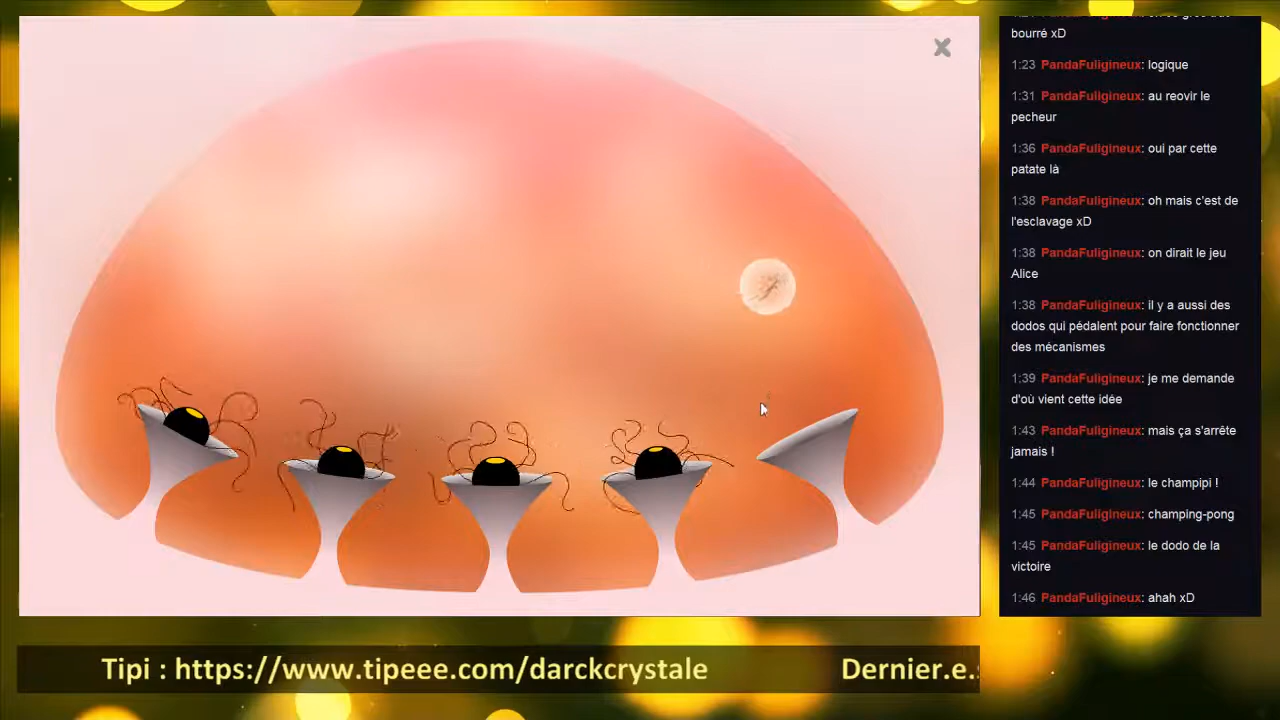 bourré xD
1:23 PandaFuligineux: logique
1:31 PandaFuligineux: au reovir le
pecheur
1:36 PandaFuligineux: oui par cette
patate là
1:38 PandaFuligineux: oh mais c'est de
l'esclavage xD
1:38 PandaFuligineux: on dirait le jeu
Alice
1:38 PandaFuligineux: il y a aussi des
dodos qui pédalent pour faire fonctionner
des mécanismes
1:39 PandaFuligineux: je me demande
d'où vient cette idée
1:43 PandaFuligineux: mais ça s'arrête
jamais !
1:44 PandaFuligineux: le champipi !
1:45 PandaFuligineux: champing-pong
1:45 PandaFuligineux: le dodo de la
victoire
1:46 PandaFuligineux: ahah xD
Tipi : https://www.tipeee.com/darckcrystale Dernier.e.s